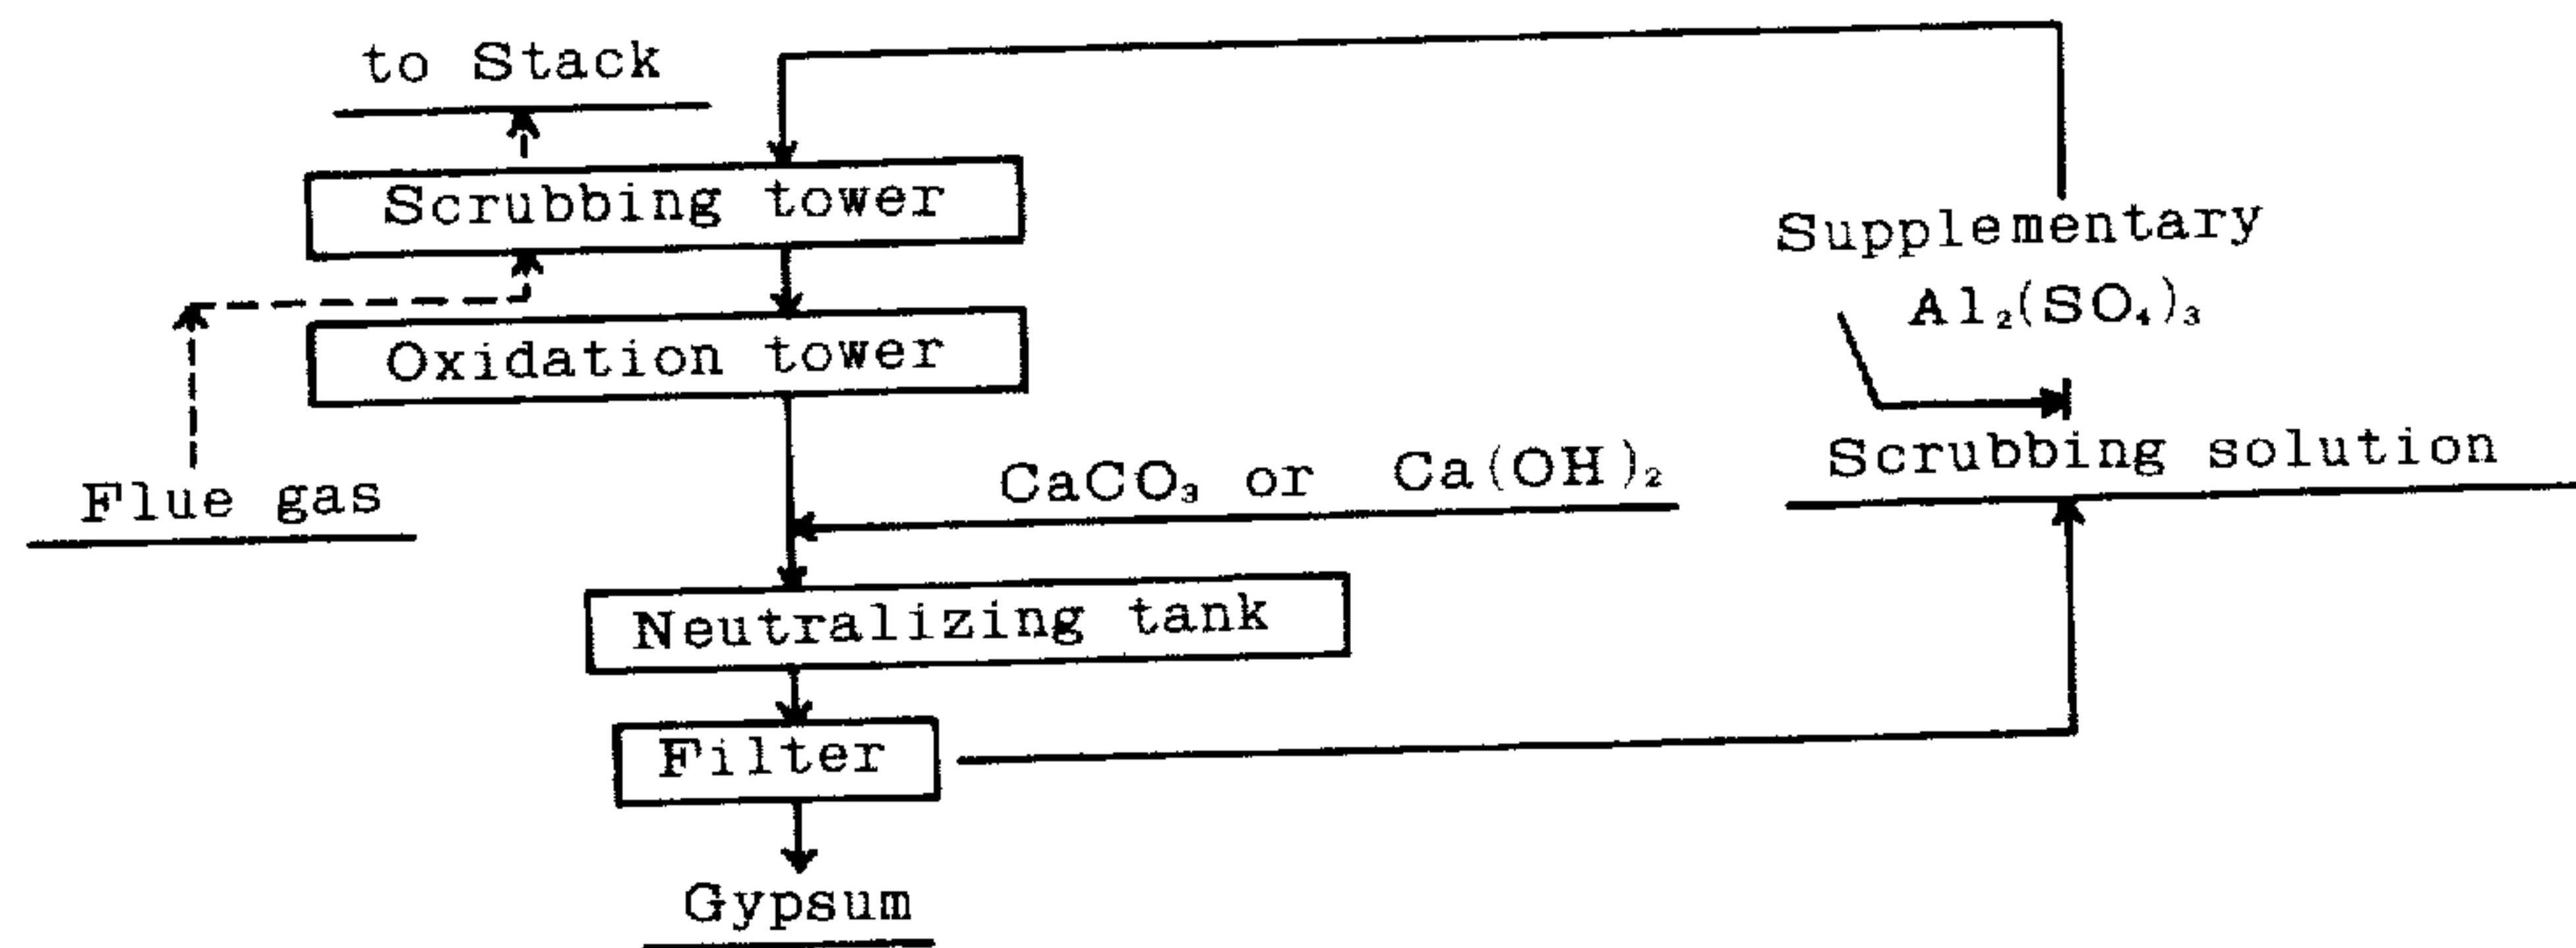 to Stack
Scrubbing tower
Supplementary
Al₂(SO₄)₃
Oxidation tower
Flue gas
CaCO₃ or Ca(OH)₂
Scrubbing solution
Neutralizing tank
Filter
Gypsum